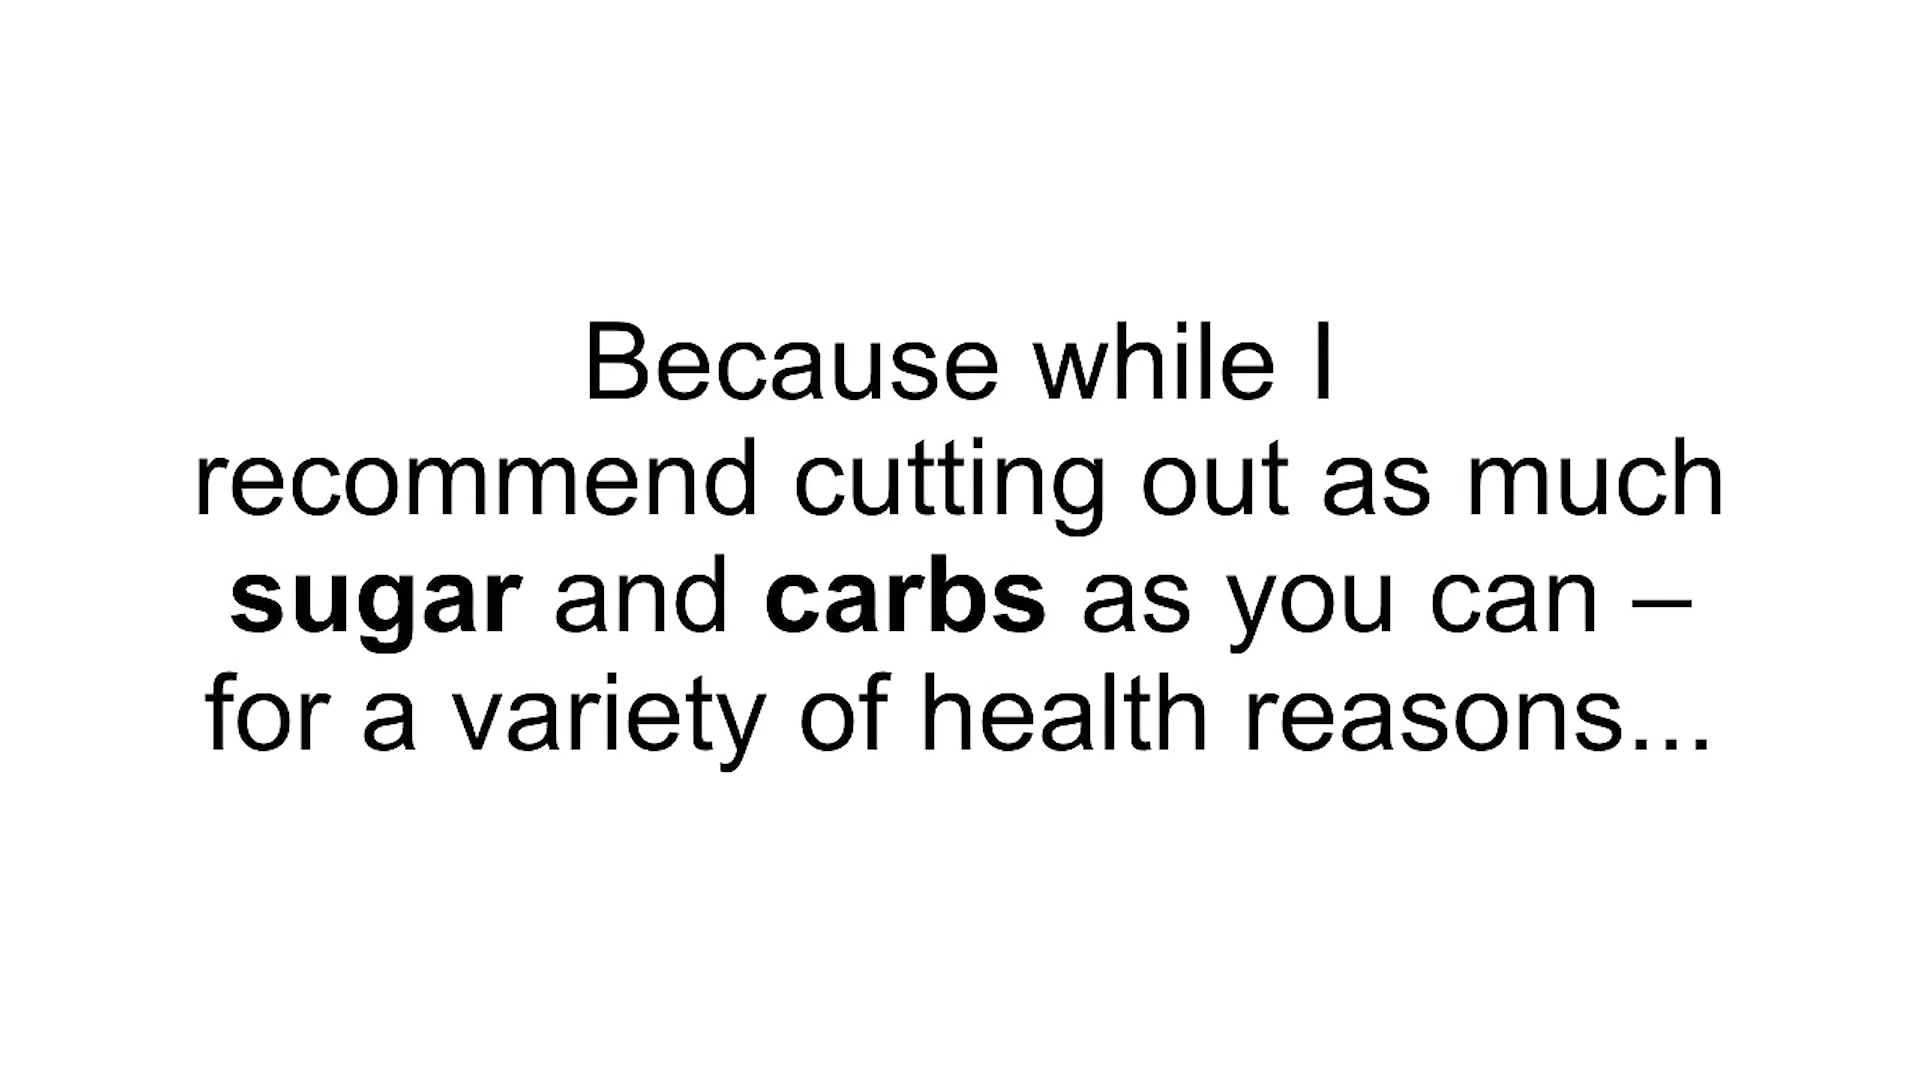 Because while I
recommend cutting out as much
sugar and carbs as you can –
for a variety of health reasons...